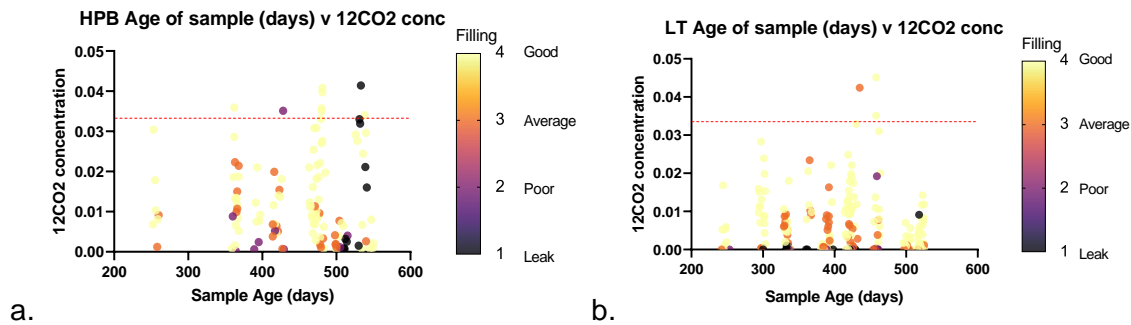 HPB Age of sample (days) v 12CO2 conc
Filling
0.05
0.04
0.03
0.02
0.01
0.00
12CO2 concentration
200 300 400 500 600
Sample Age (days)
4 Good
3 Average
2 Poor
1 Leak
a.
LT Age of sample (days) v 12CO2 conc
Filling
0.05
0.04
0.03
0.02
0.01
0.00
12CO2 concentration
200 300 400 500 600
Sample Age (days)
4 Good
3 Average
2 Poor
1 Leak
b.